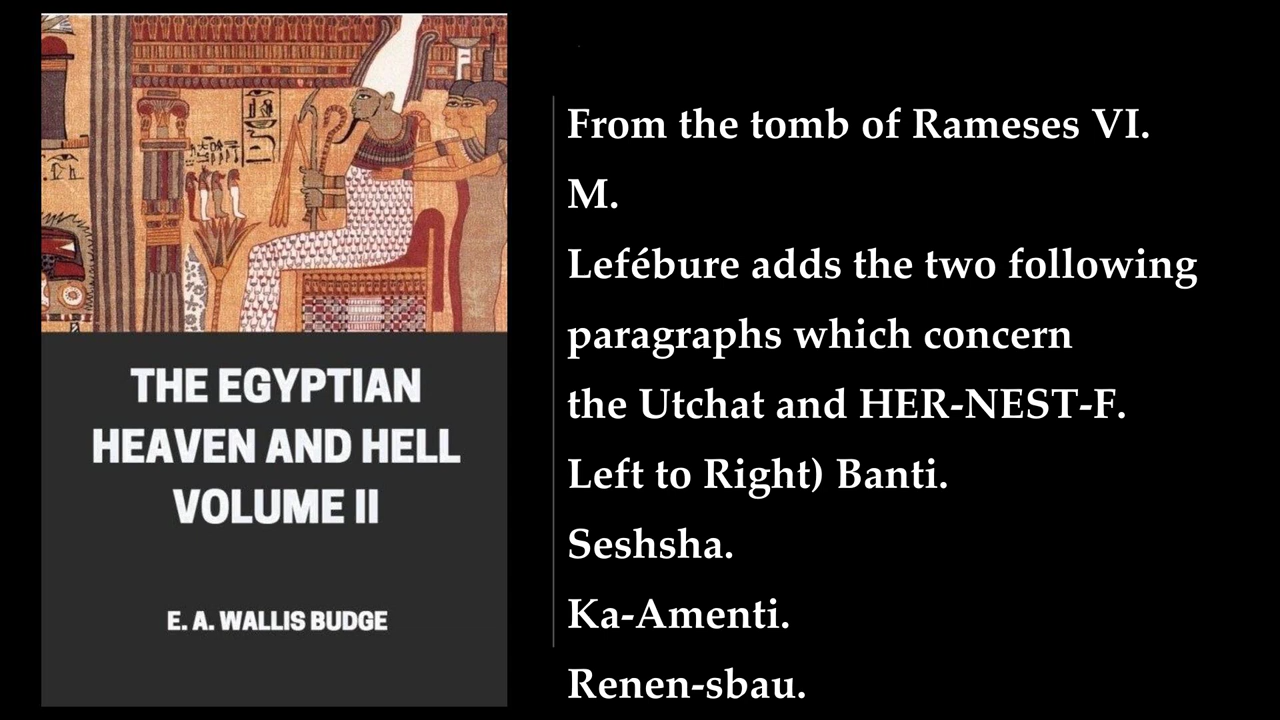 THE EGYPTIAN
HEAVEN AND HELL
VOLUME II
E. A. WALLIS BUDGE
From the tomb of Rameses VI.
M.
Lefébure adds the two following
paragraphs which concern
the Utchat and HER-NEST-F.
Left to Right) Banti.
Seshsha.
Ka-Amenti.
Renen-sbau.